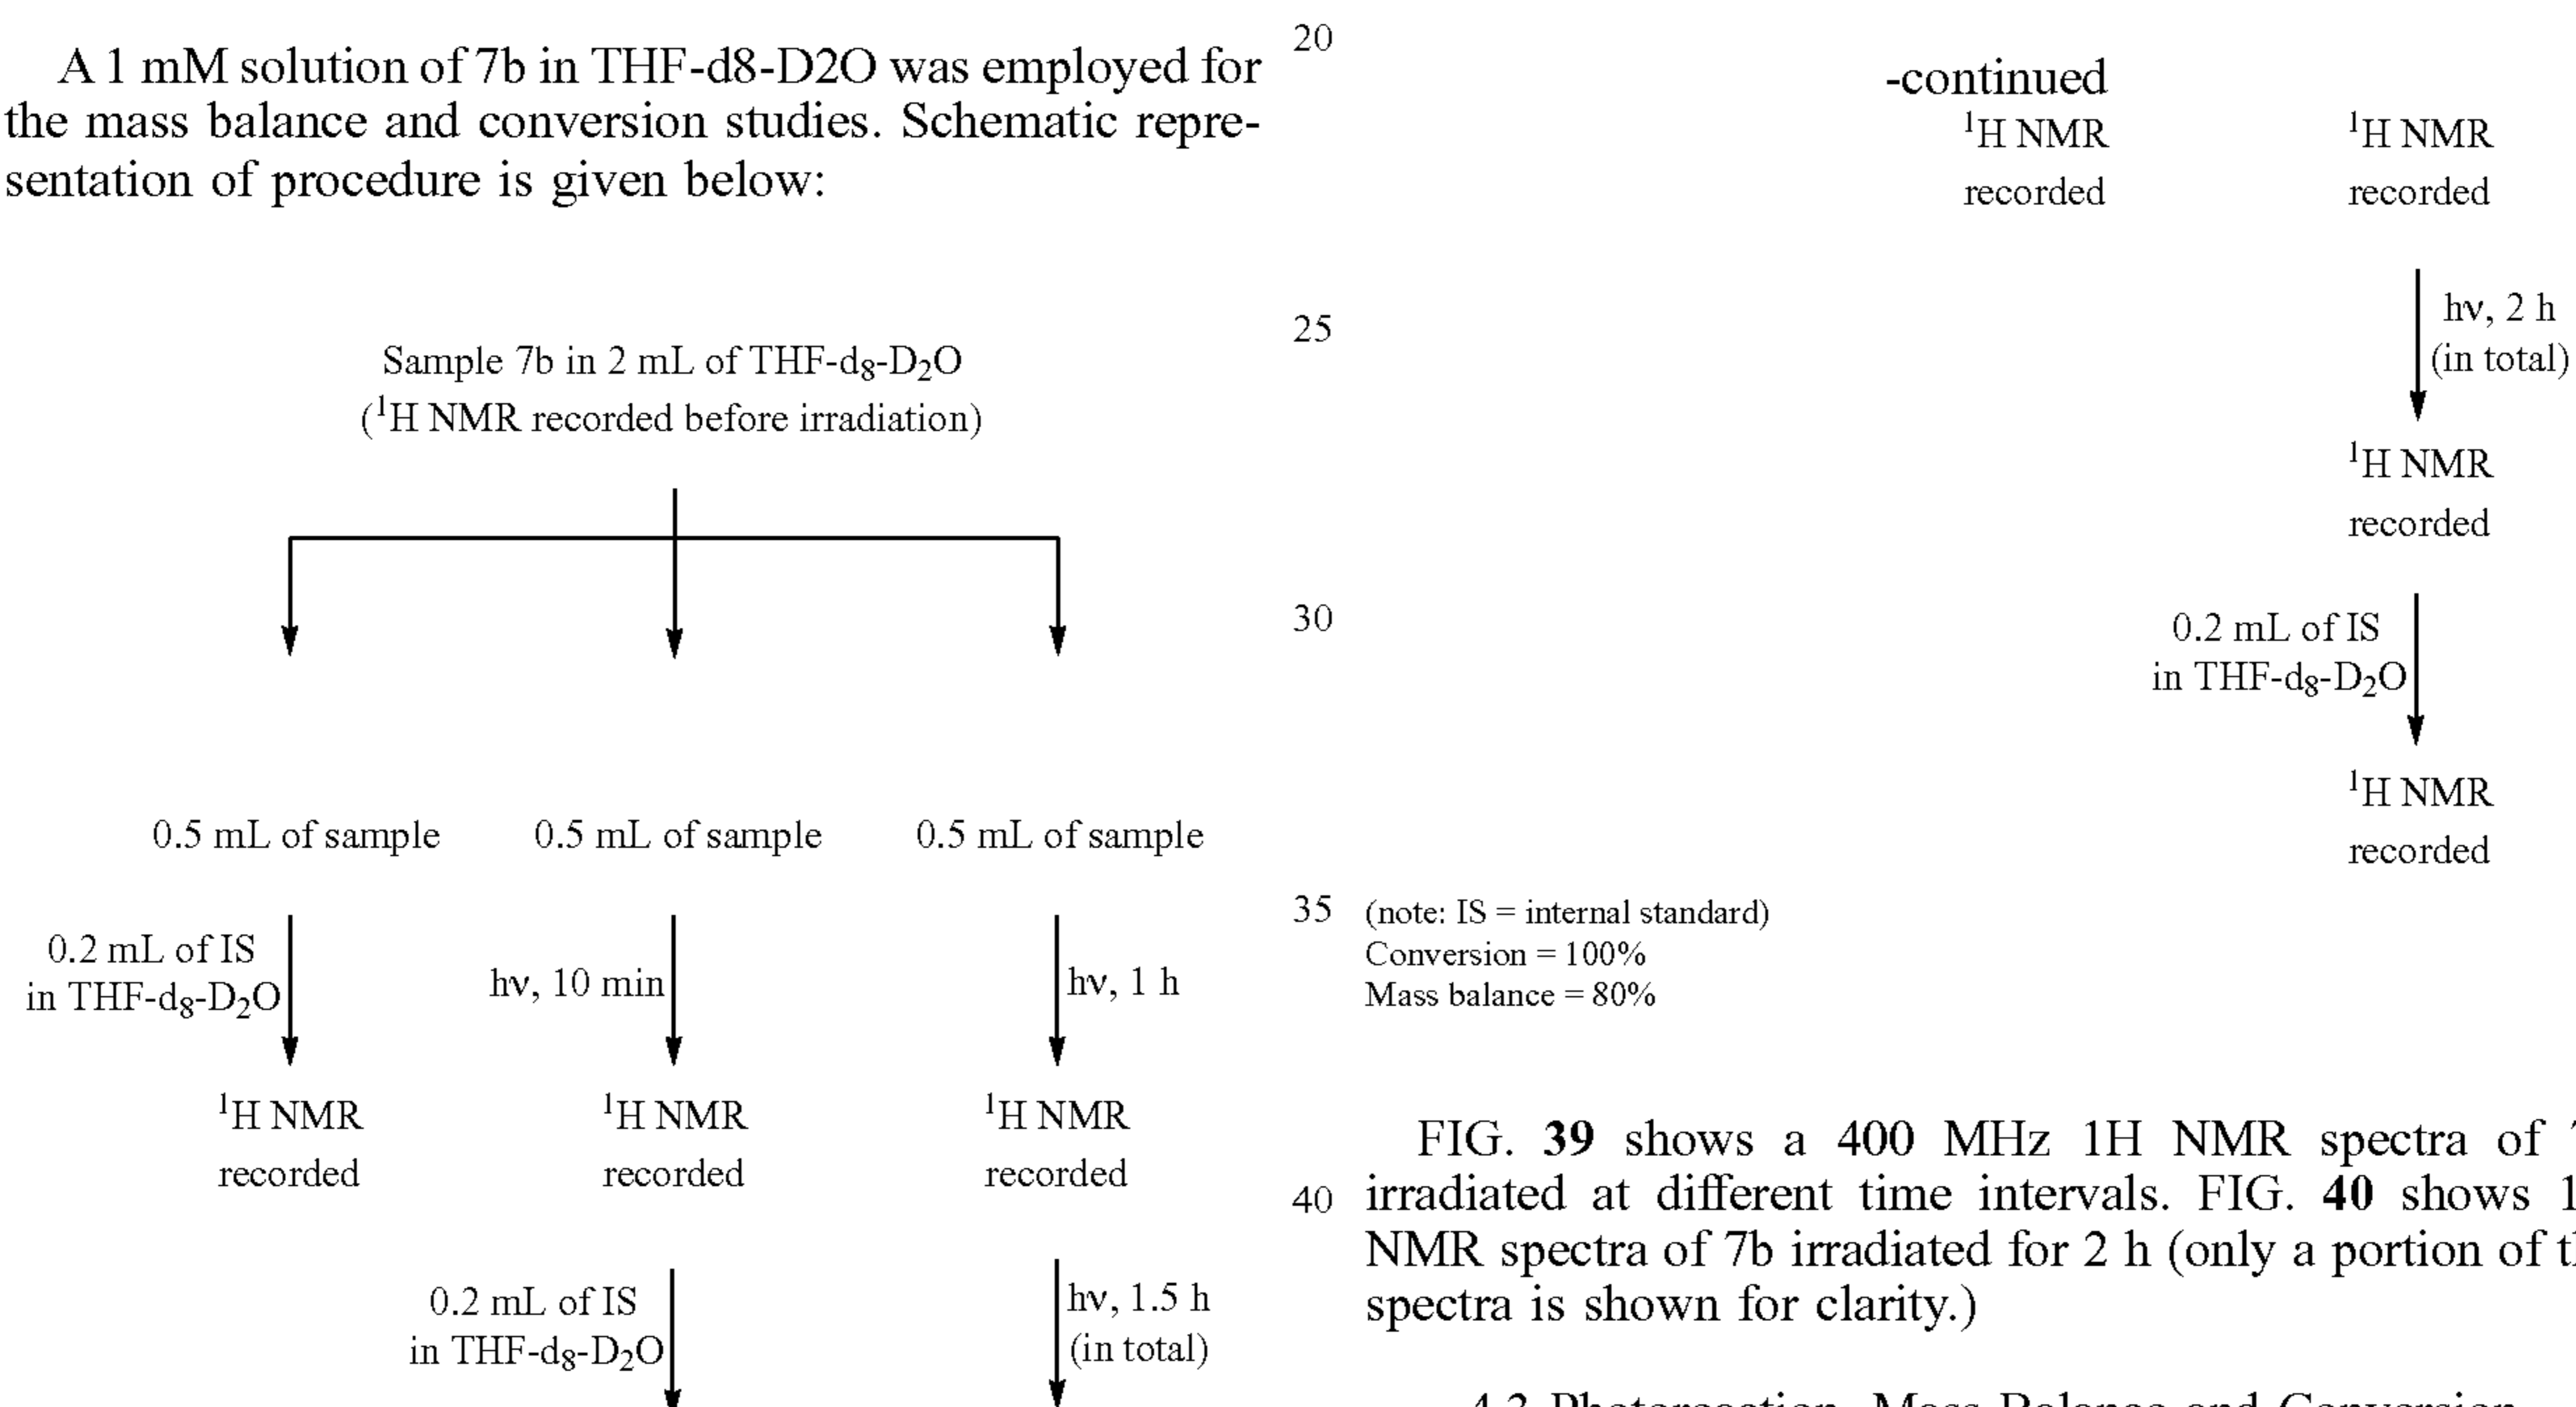 A 1 mM solution of 7b in THF-d8-D2O was employed for
the mass balance and conversion studies. Schematic repre-
sentation of procedure is given below:
Sample 7b in 2 mL of THF-d₈-D₂O
(¹H NMR recorded before irradiation)
0.5 mL of sample 0.5 mL of sample 0.5 mL of sample
0.2 mL of IS
in THF-d₈-D₂O
hν, 10 min
hν, 1 h
¹H NMR
recorded
¹H NMR
recorded
¹H NMR
recorded
0.2 mL of IS
in THF-d₈-D₂O
hν, 1.5 h
(in total)
20
25
30
35
40
-continued
¹H NMR
recorded
¹H NMR
recorded
hν, 2 h
(in total)
¹H NMR
recorded
0.2 mL of IS
in THF-d₈-D₂O
¹H NMR
recorded
(note: IS = internal standard)
Conversion = 100%
Mass balance = 80%
FIG. 39 shows a 400 MHz 1H NMR spectra of
irradiated at different time intervals. FIG. 40 shows
NMR spectra of 7b irradiated for 2 h (only a portion of
spectra is shown for clarity.)
Photoreaction, Mass Balance and Conversion